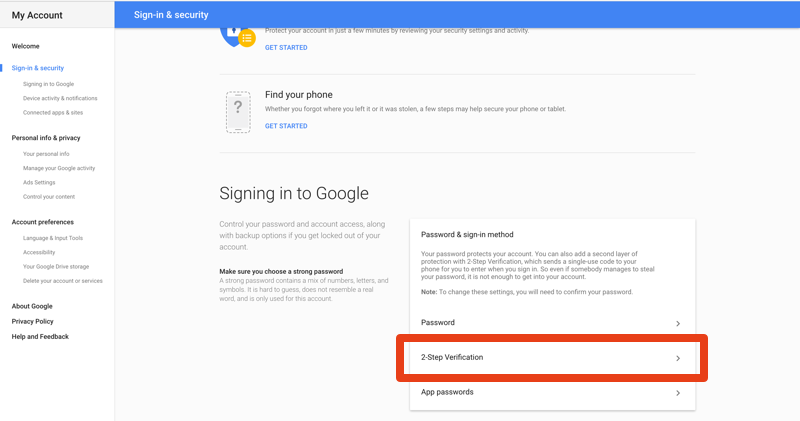 My Account
Sign-in & security
Welcome
Sign-in & security
Signing in to Google
Device activity & notifications
Connected apps & sites
Personal info & privacy
Your personal info
Manage your Google activity
Ads Settings
Control your content
Account preferences
Language & Input Tools
Accessibility
Your Google Drive storage
Delete your account or services
About Google
Privacy Policy
Help and Feedback
Protect your account in just a few minutes by reviewing your security settings and activity.
GET STARTED
?
Find your phone
Whether you forgot where you left it or it was stolen, a few steps may help secure your phone or tablet.
GET STARTED
Signing in to Google
Control your password and account access, along
with backup options if you get locked out of your
account.
Make sure you choose a strong password
A strong password contains a mix of numbers, letters, and
symbols. It is hard to guess, does not resemble a real
word, and is only used for this account.
Password & sign-in method
Your password protects your account. You can also add a second layer of
protection with 2-Step Verification, which sends a single-use code to your
phone for you to enter when you sign in. So even if somebody manages to steal
your password, it is not enough to get into your account.
Note: To change these settings, you will need to confirm your password.
Password
2-Step Verification
App passwords